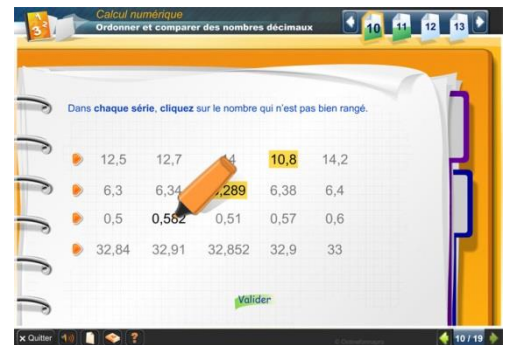 Calcul numérique
Ordonner et comparer des nombres décimaux
10 11 12 13
Dans chaque série, cliquez sur le nombre qui n'est pas bien rangé.
12,5 12,7 10,8 14,2
6,3 6,34 ,289 6,38 6,4
0,5 0,582 0,51 0,57 0,6
32,84 32,91 32,852 32,9 33
Valider
x Quitter ? 10 / 19